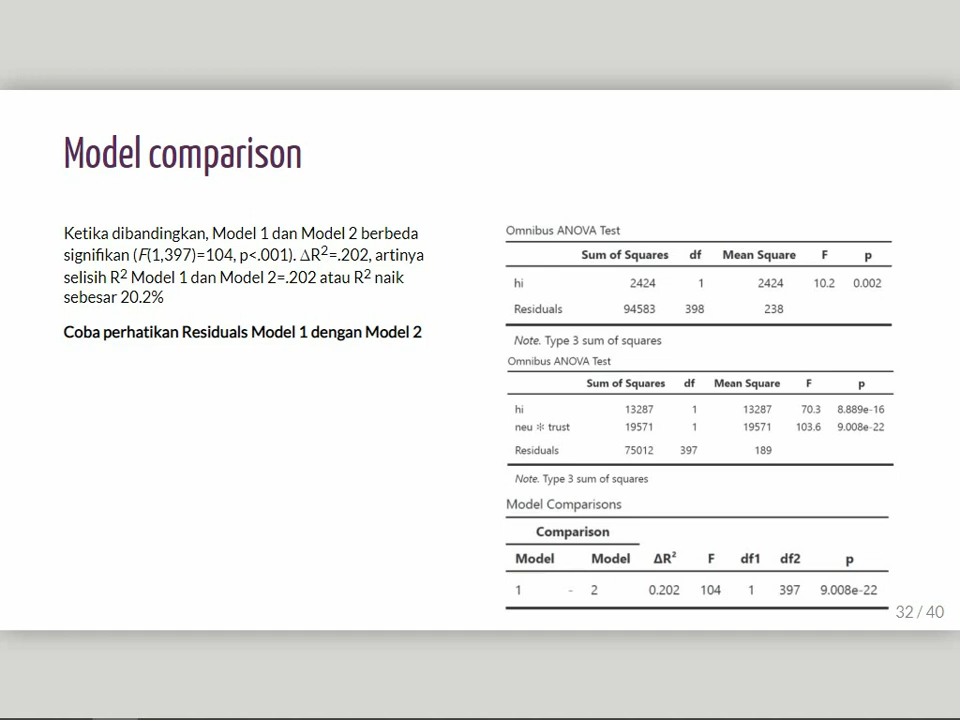 Model comparison
Ketika dibandingkan, Model 1 dan Model 2 berbeda
signifikan (F(1,397)=104, p<.001). △R²=.202, artinya
selisih R² Model 1 dan Model 2=.202 atau R² naik
sebesar 20.2%
Coba perhatikan Residuals Model 1 dengan Model 2
Omnibus ANOVA Test
Sum of Squares df Mean Square F p
hi 2424 1 2424 10.2 0.002
Residuals 94583 398 238
Note. Type 3 sum of squares
Omnibus ANOVA Test
Sum of Squares df Mean Square F p
hi 13287 1 13287 70.3 8.889e-16
neu ✻ trust 19571 1 19571 103.6 9.008e-22
Residuals 75012 397 189
Note. Type 3 sum of squares
Model Comparisons
Comparison
Model Model ΔR² F df1 df2 p
1 - 2 0.202 104 1 397 9.008e-22
32 / 40